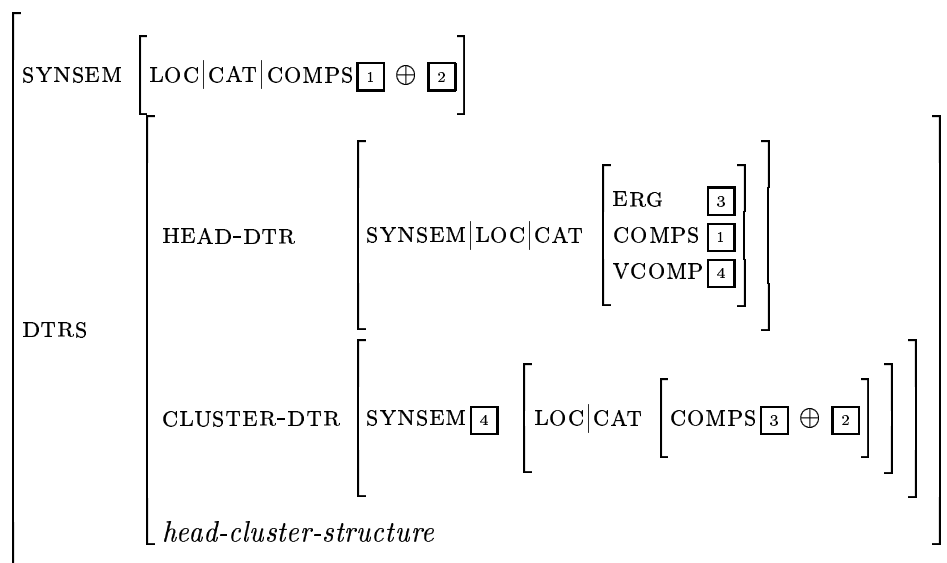 SYNSEM [LOC|CAT|COMPS 1 ⊕ 2]
ERG 3
HEAD-DTR [SYNSEM|LOC|CAT [COMPS 1
VCOMP 4]]
DTRS
CLUSTER-DTR [SYNSEM 4 [LOC|CAT [COMPS 3 ⊕ 2]]]
head-cluster-structure